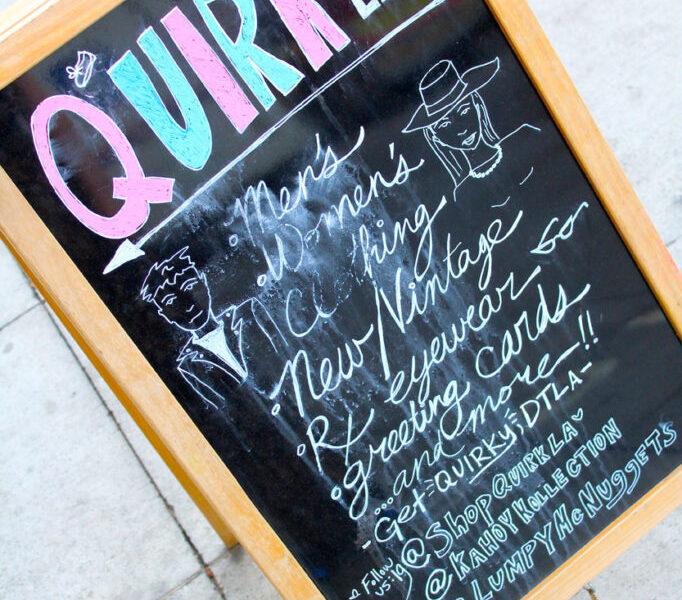 QUIRK
• Men's
• Women's
Clothing
• New/Vintage
• Rx eyewear
• greeting cards
...and more—!!
-Get QUIRKY, DTLA-
Follow us: ig @ShopQuirkLA♡
@KAHOYKOLLECTION
LUMPYMcNuggETS